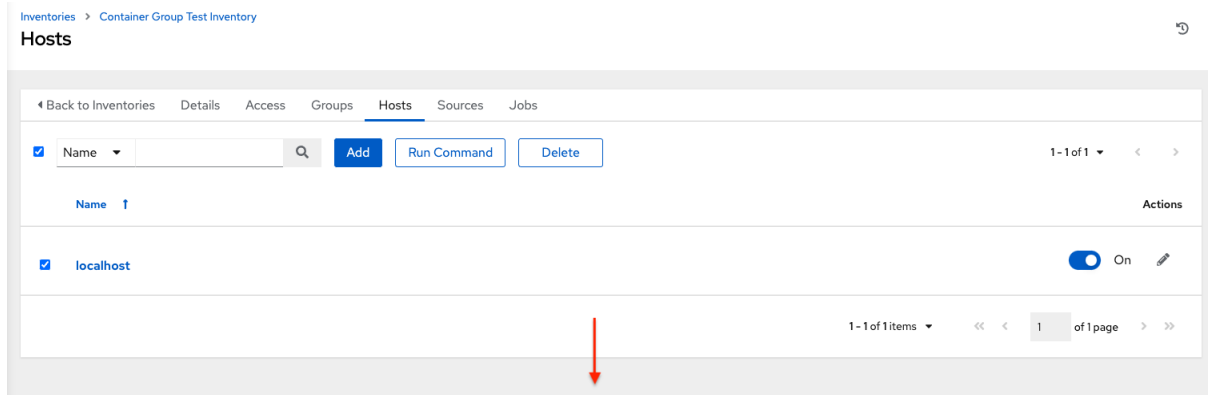 Inventories > Container Group Test Inventory
Hosts
Back to Inventories Details Access Groups Hosts Sources Jobs
Name Add Run Command Delete 1 - 1 of 1
Name Actions
localhost On
1 - 1 of 1 items 1 of 1 page